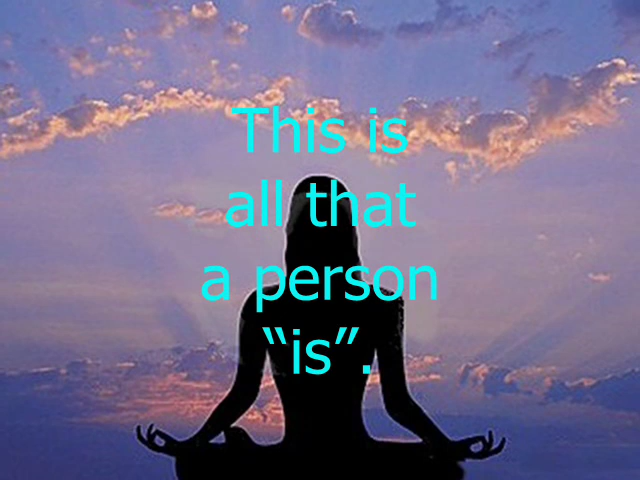 This is
all that
a person
“is”.